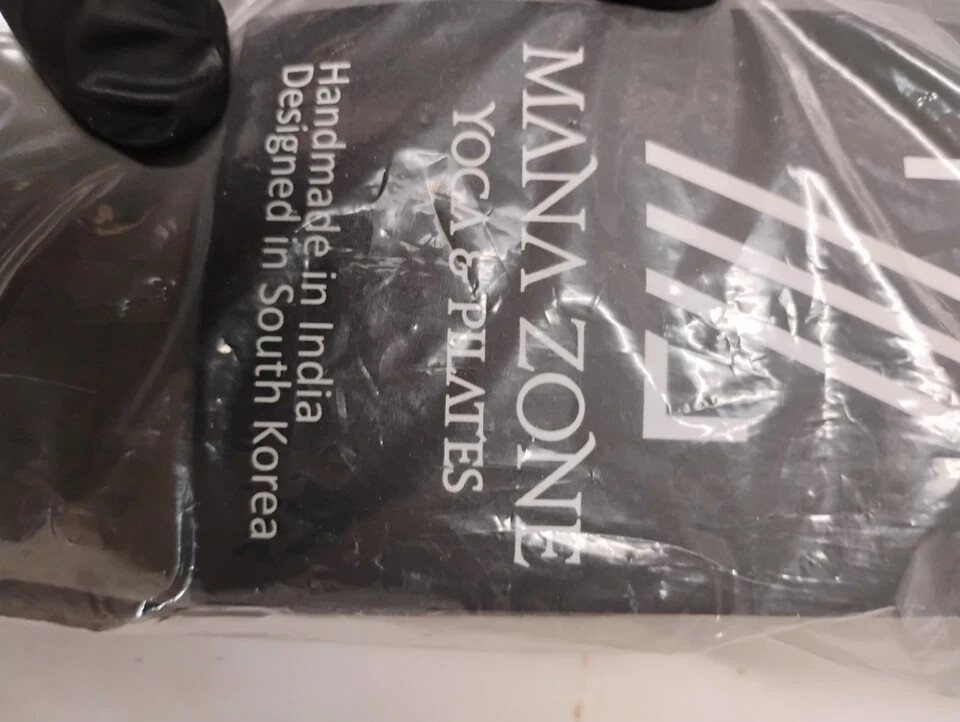 MANA ZONE
YOGA & PILATES
Handmade in India
Designed in South Korea